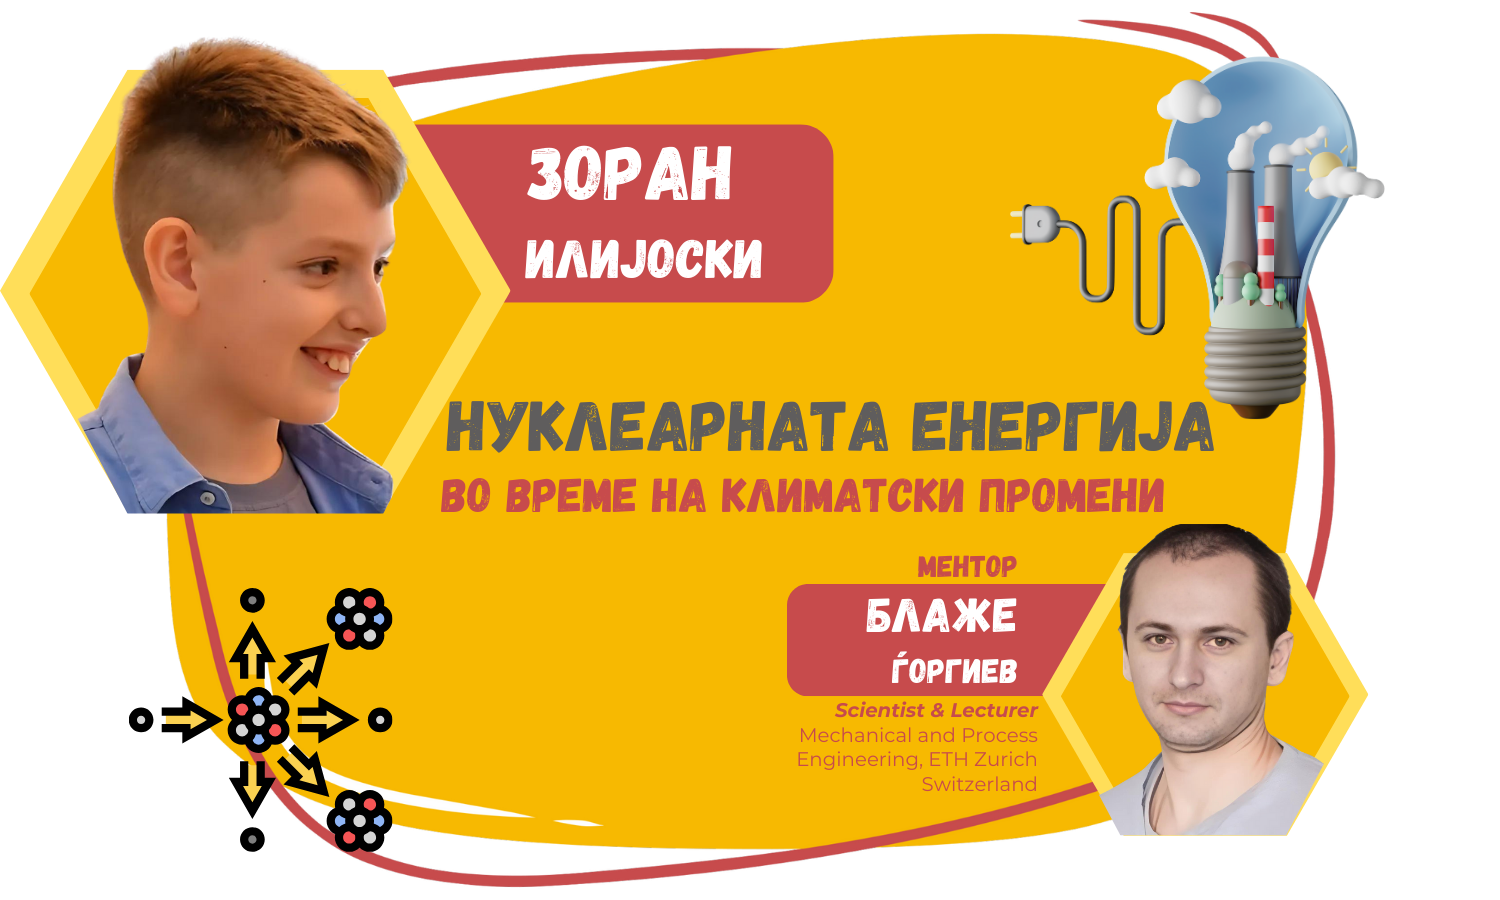 ЗОРАН
ИЛИЈОСКИ
НУКЛЕАРНАТА ЕНЕРГИЈА
ВО ВРЕМЕ НА КЛИМАТСКИ ПРОМЕНИ
МЕНТОР
БЛАЖЕ
ЃОРГИЕВ
Scientist & Lecturer
Mechanical and Process
Engineering, ETH Zurich
Switzerland